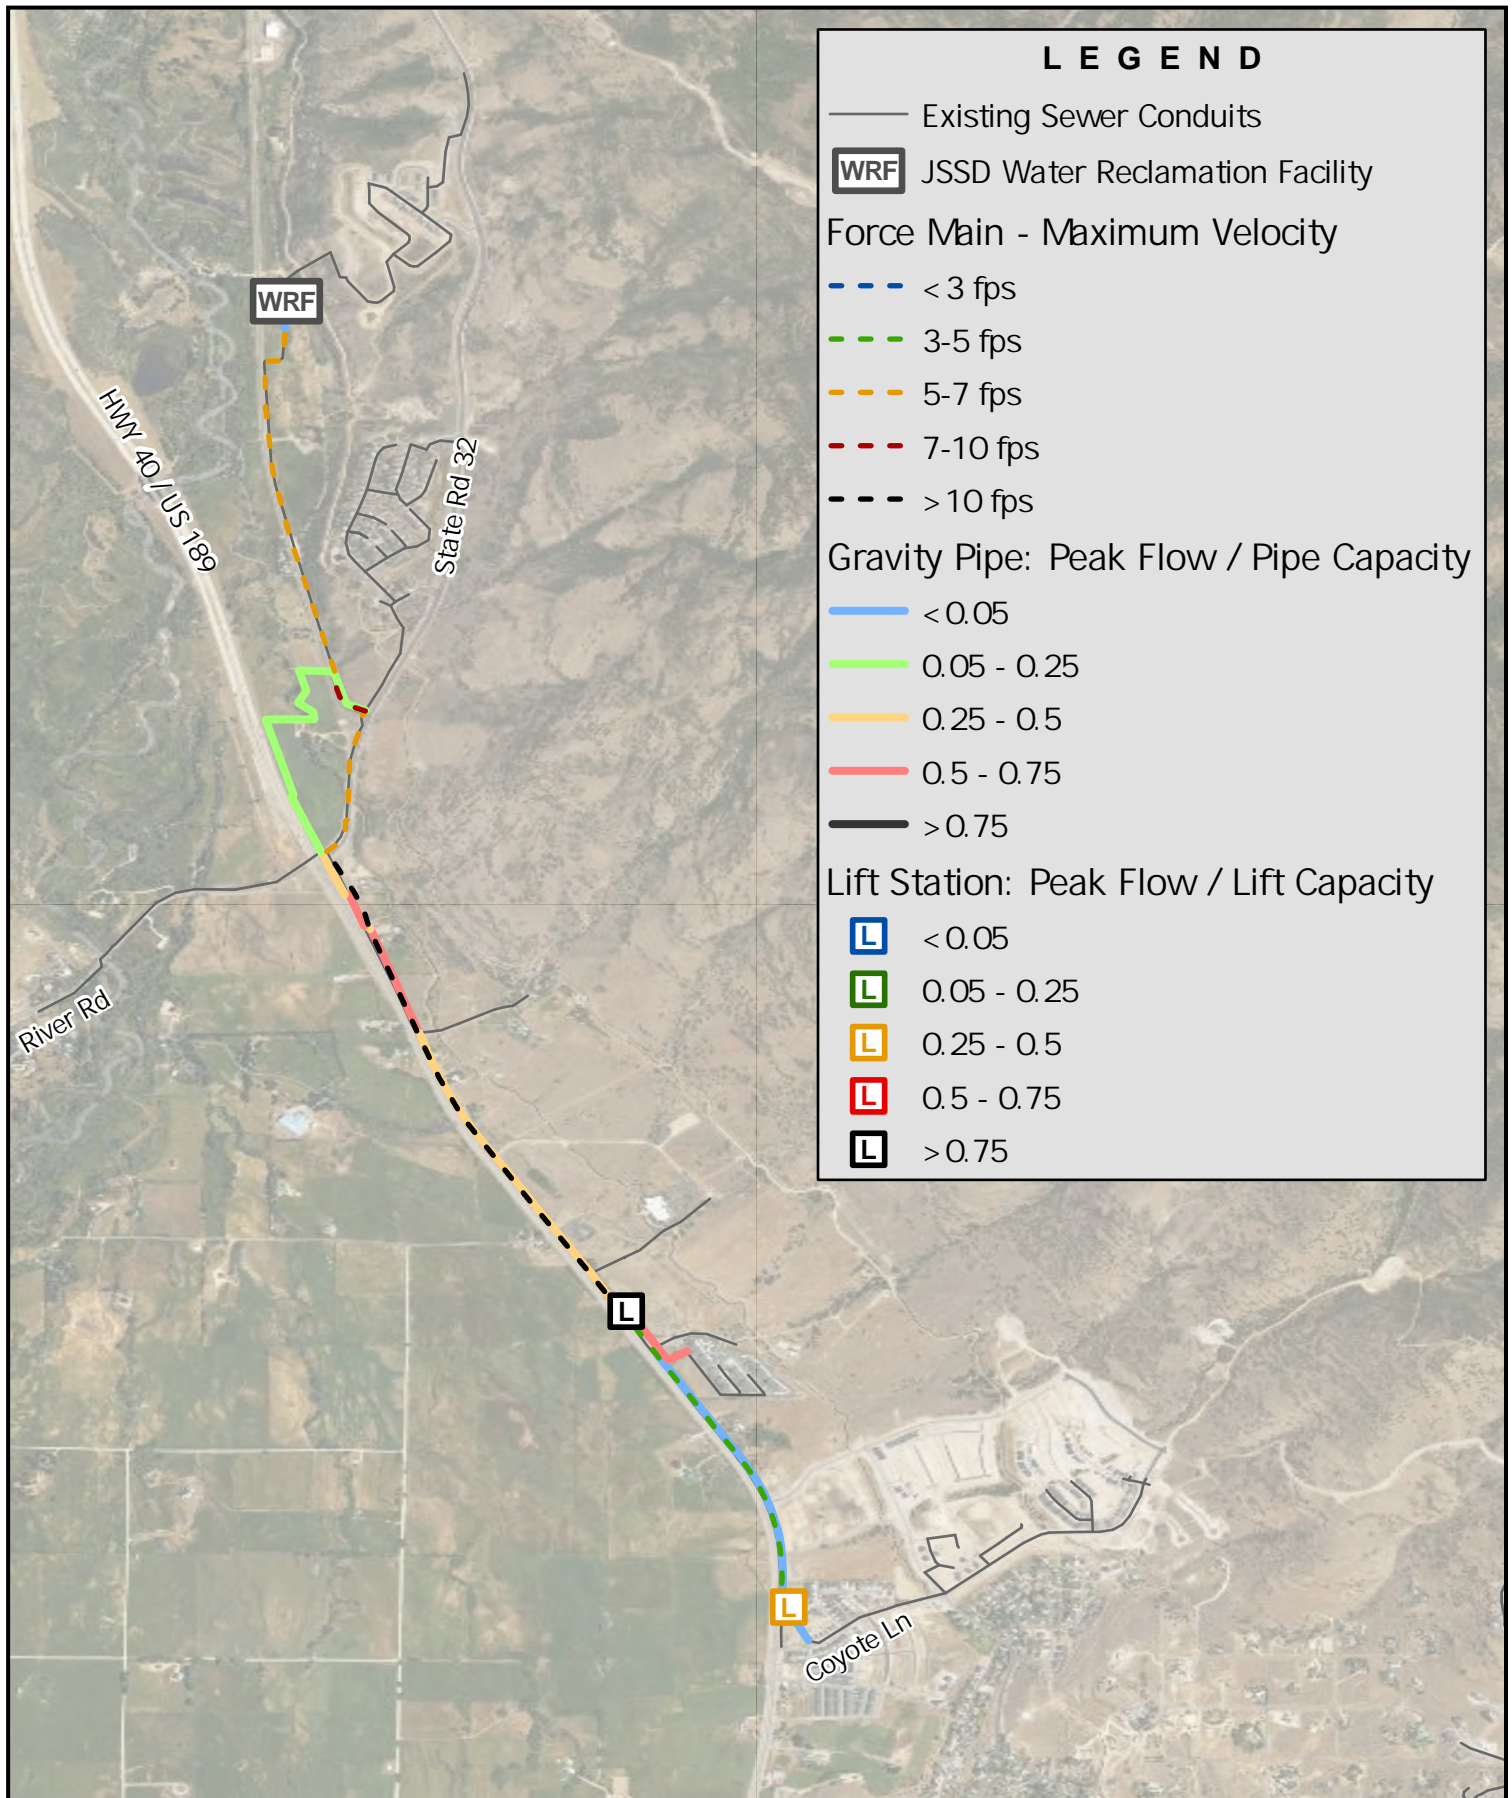 LEGEND
Existing Sewer Conduits
WRF JSSD Water Reclamation Facility
Force Main - Maximum Velocity
<3 fps
3-5 fps
5-7 fps
7-10 fps
>10 fps
Gravity Pipe: Peak Flow / Pipe Capacity
<0.05
0.05 - 0.25
0.25 - 0.5
0.5 - 0.75
>0.75
Lift Station: Peak Flow / Lift Capacity
L <0.05
L 0.05 - 0.25
L 0.25 - 0.5
L 0.5 - 0.75
L >0.75
WRF
HWY 40 / US 189
State Rd 32
River Rd
L
L
Coyote Ln